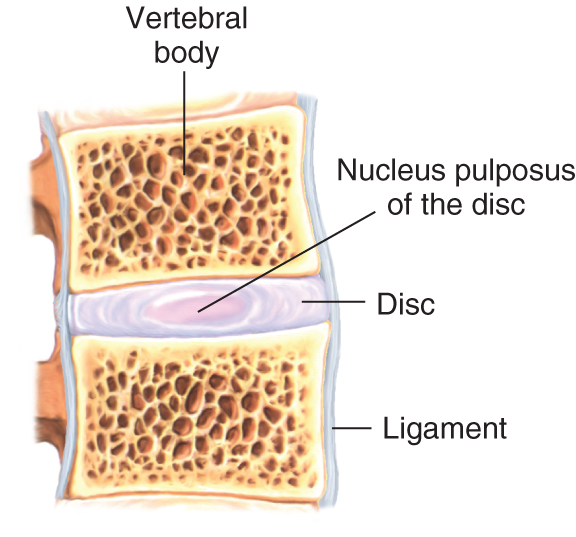 Vertebral
body
Nucleus pulposus
of the disc
Disc
Ligament